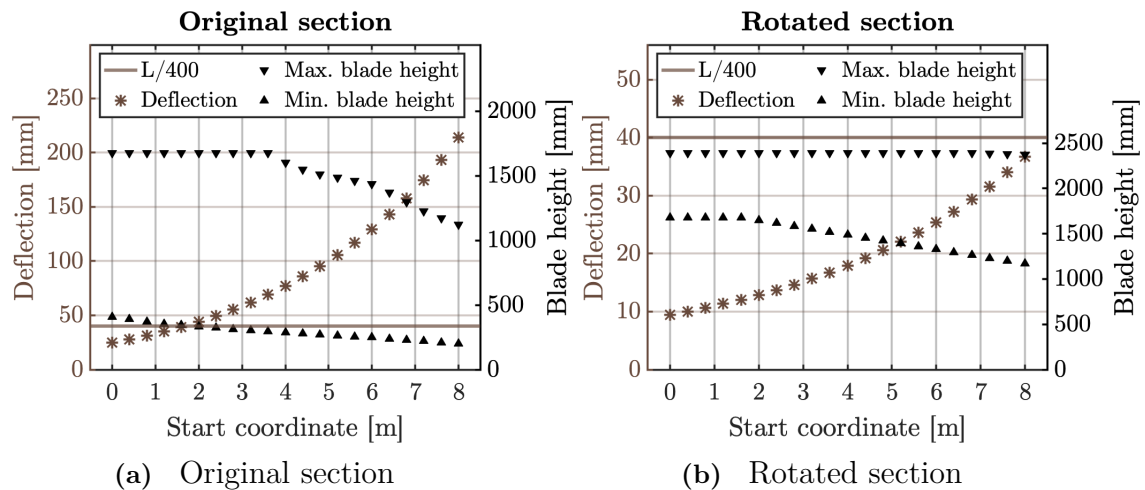 Original section
L/400
Max. blade height
Deflection
Min. blade height
Deflection [mm]
0
50
100
150
200
250
Blade height [mm]
0
500
1000
1500
2000
0 1 2 3 4 5 6 7 8
Start coordinate [m]
(a) Original section
Rotated section
L/400
Max. blade height
Deflection
Min. blade height
Deflection [mm]
0
10
20
30
40
50
Blade height [mm]
0
500
1000
1500
2000
2500
0 1 2 3 4 5 6 7 8
Start coordinate [m]
(b) Rotated section